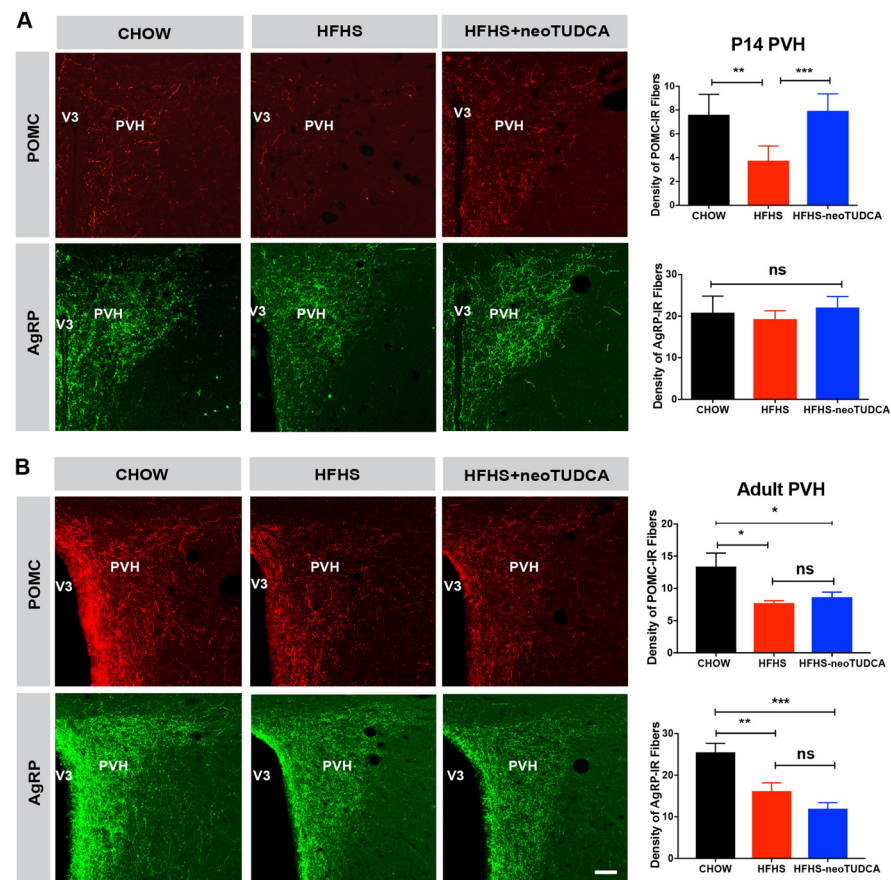 A
CHOW
HFHS
HFHS+neoTUDCA
POMC
V3
PVH
PVH
PVH
V3
V3
AgRP
V3
PVH
V3
PVH
V3
PVH
P14 PVH
Density of POMC-IR Fibers
10
8
6
4
2
0
**
***
CHOW
HFHS
HFHS-neoTUDCA
Density of AgRP-IR Fibers
30
20
10
0
ns
CHOW
HFHS
HFHS-neoTUDCA
B
CHOW
HFHS
HFHS+neoTUDCA
POMC
V3
PVH
V3
PVH
V3
PVH
AgRP
V3
PVH
V3
PVH
V3
PVH
Adult PVH
Density of POMC-IR Fibers
20
15
10
5
0
*
*
ns
CHOW
HFHS
HFHS-neoTUDCA
Density of AgRP-IR Fibers
30
20
10
0
***
**
ns
CHOW
HFHS
HFHS-neoTUDCA